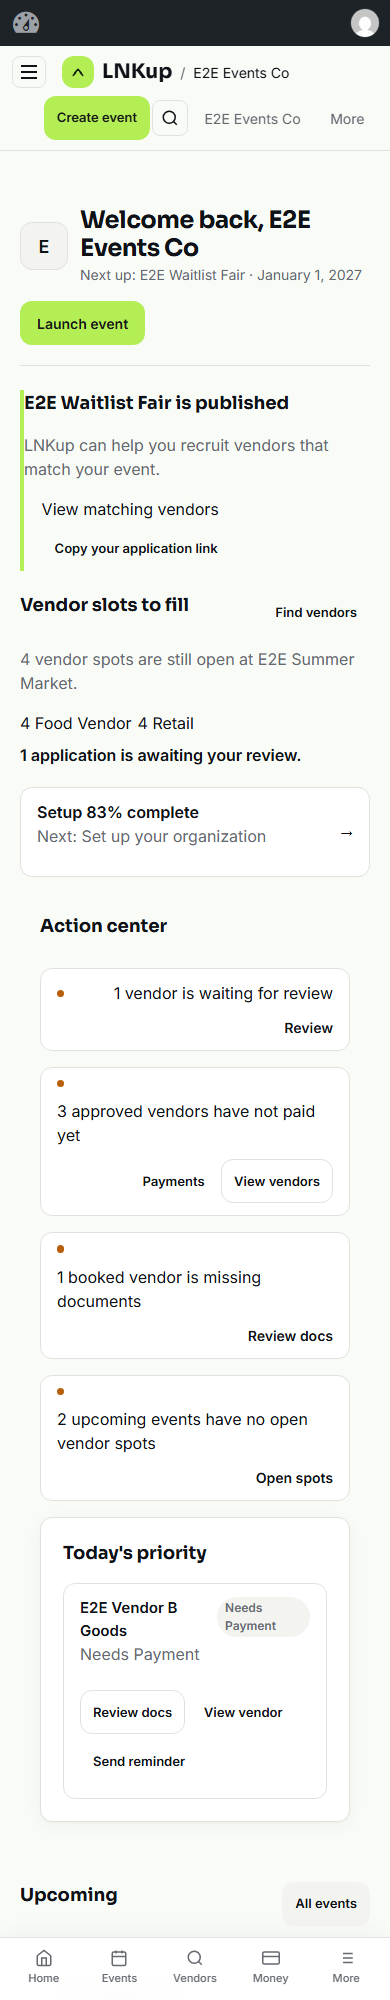 LNKup / E2E Events Co
Create event E2E Events Co More
E
Welcome back, E2E
Events Co
Next up: E2E Waitlist Fair · January 1, 2027
Launch event
E2E Waitlist Fair is published
LNKup can help you recruit vendors that
match your event.
View matching vendors
Copy your application link
Vendor slots to fill
Find vendors
4 vendor spots are still open at E2E Summer
Market.
4 Food Vendor 4 Retail
1 application is awaiting your review.
Setup 83% complete
Next: Set up your organization
→
Action center
1 vendor is waiting for review
Review
3 approved vendors have not paid
yet
Payments View vendors
1 booked vendor is missing
documents
Review docs
2 upcoming events have no open
vendor spots
Open spots
Today's priority
E2E Vendor B
Goods
Needs Payment
Needs
Payment
Review docs View vendor
Send reminder
Upcoming
All events
Home Events Vendors Money More